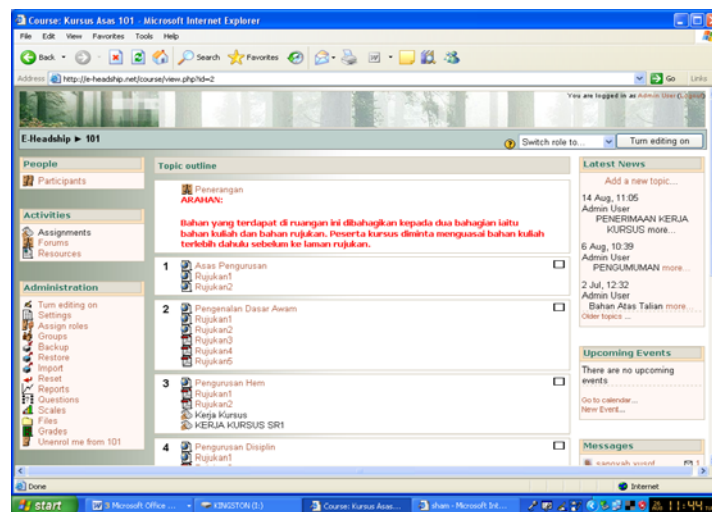 Course: Kursus Asas 101 - Microsoft Internet Explorer
File Edit View Favorites Tools Help
Back Search Favorites
Address http://e-headship.net/course/view.php?id=2 Go Links
You are logged in as Admin User (Logout)
E-Headship ► 101 Switch role to... Turn editing on
People
Participants
Activities
Assignments
Forums
Resources
Administration
Turn editing on
Settings
Assign roles
Groups
Backup
Restore
Import
Reset
Reports
Questions
Scales
Files
Grades
Unenrol me from 101
Topic outline
Penerangan
ARAHAN:
Bahan yang terdapat di ruangan ini dibahagikan kepada dua bahagian iaitu
bahan kuliah dan bahan rujukan. Peserta kursus diminta menguasai bahan kuliah
terlebih dahulu sebelum ke laman rujukan.
1 Asas Pengurusan
Rujukan1
Rujukan2
2 Pengenalan Dasar Awam
Rujukan1
Rujukan2
Rujukan3
Rujukan4
Rujukan5
3 Pengurusan Hem
Rujukan1
Rujukan2
Kerja Kursus
KERJA KURSUS SR1
4 Pengurusan Disiplin
Rujukan1
Latest News
Add a new topic...
14 Aug, 11:05
Admin User
PENERIMAAN KERJA
KURSUS more...
6 Aug, 10:39
Admin User
PENGUMUMAN more...
2 Jul, 12:32
Admin User
Bahan Atas Talian more...
Older topics ...
Upcoming Events
There are no upcoming
events
Go to calendar...
New Event...
Messages
Done Internet
start 3 Microsoft Office ... KINGSTON (I:) Course: Kursus Asas... sham - Microsoft Int... 11:44